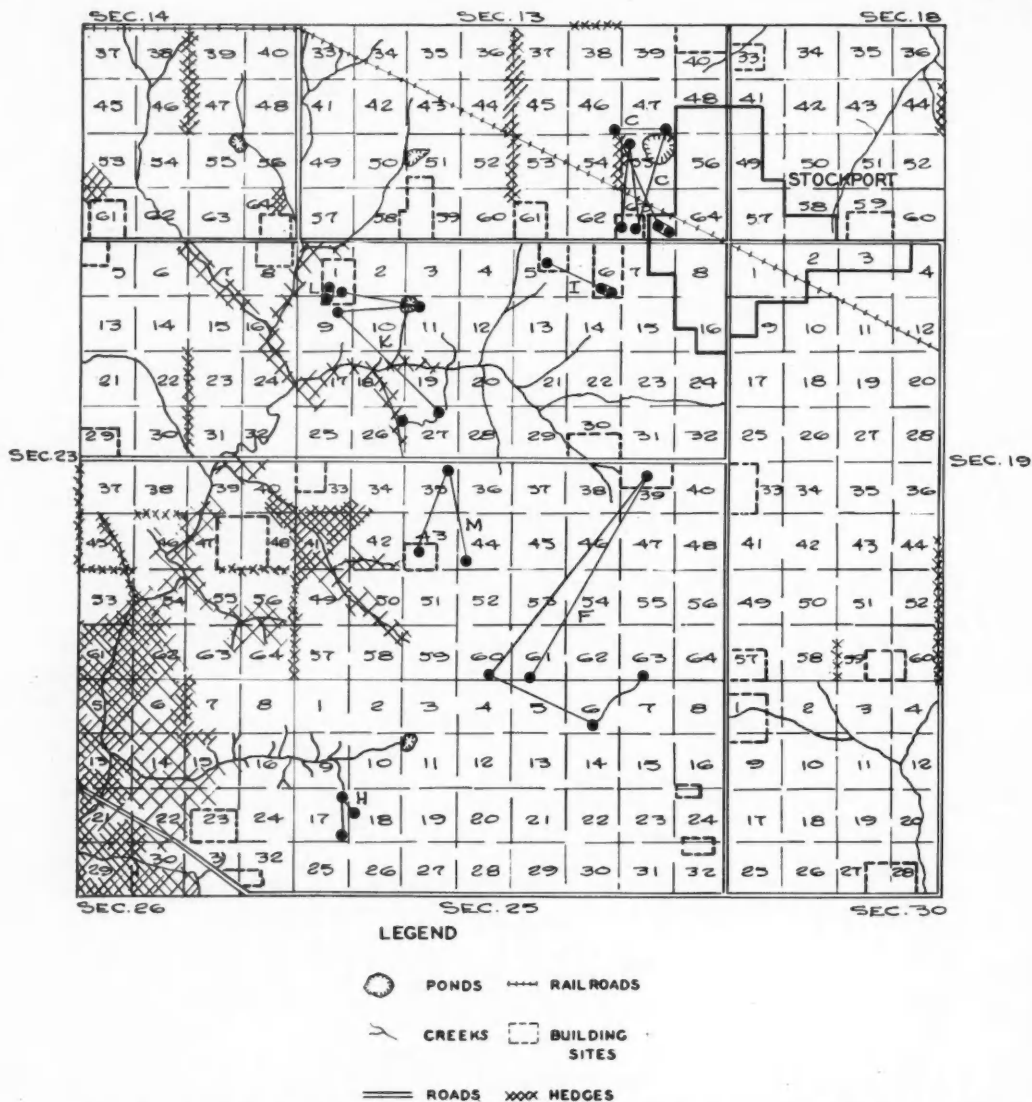 SEC.14 SEC.13 SEC.18
37 38 39 40 33 34 35 36 37 38 39 40 33 34 35 36
45 46 47 48 41 42 43 44 45 46 47 48 41 42 43 44
C
53 54 55 56 49 50 51 52 53 54 55 56 49 50 51 52
C STOCKPORT
61 62 63 64 57 58 59 60 61 62 63 64 57 58 59 60
5 6 7 8 1 2 3 4 5 6 7 8 1 2 3 4
L I
13 14 15 16 9 10 11 12 13 14 15 16 9 10 11 12
K
21 22 23 24 17 18 19 20 21 22 23 24 17 18 19 20
29 30 31 32 25 26 27 28 29 30 31 32 25 26 27 28
SEC.23 SEC.19
37 38 39 40 33 34 35 36 37 38 39 40 33 34 35 36
M
45 46 47 48 41 42 43 44 45 46 47 48 41 42 43 44
53 54 55 56 49 50 51 52 53 54 55 56 49 50 51 52
F
61 62 63 64 57 58 59 60 61 62 63 64 57 58 59 60
5 6 7 8 1 2 3 4 5 6 7 8 1 2 3 4
13 14 15 16 9 10 11 12 13 14 15 16 9 10 11 12
H
21 22 23 24 17 18 19 20 21 22 23 24 17 18 19 20
29 30 31 32 25 26 27 28 29 30 31 32 25 26 27 28
SEC.26 SEC.25 SEC.30
LEGEND
PONDS RAILROADS
CREEKS BUILDING
SITES
ROADS HEDGES